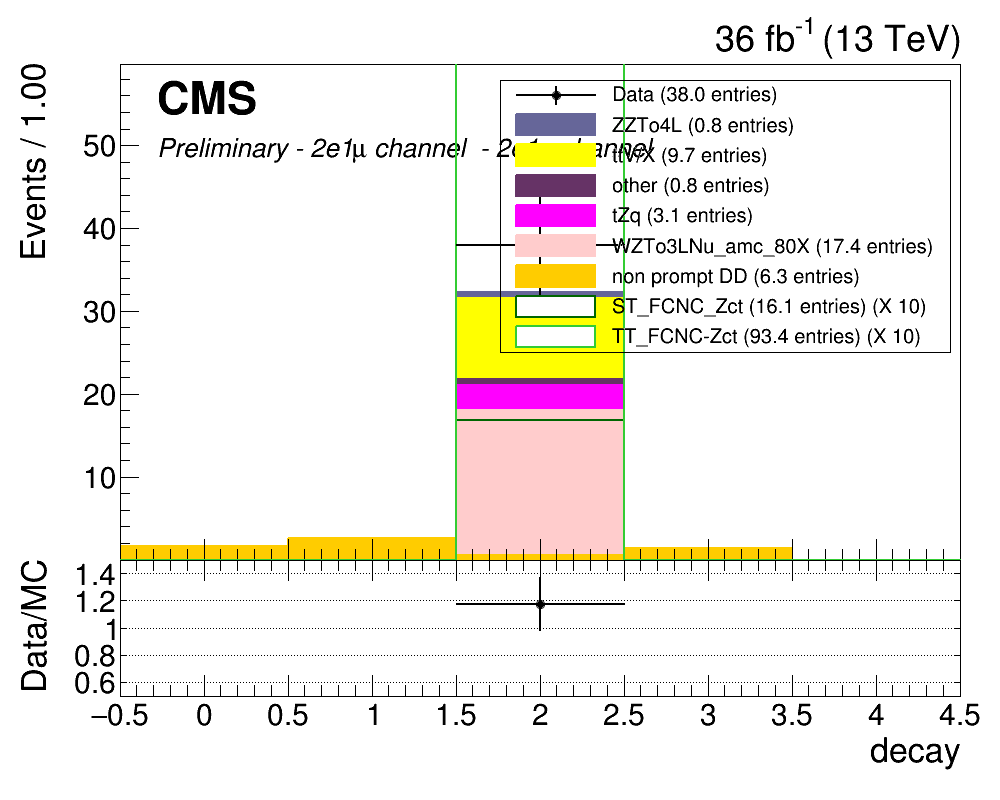 36 fb-1 (13 TeV)
CMS
Preliminary - 2e1μ channel - 2e1μ channel
Data (38.0 entries)
ZZTo4L (0.8 entries)
ttV/X (9.7 entries)
other (0.8 entries)
tZq (3.1 entries)
WZTo3LNu_amc_80X (17.4 entries)
non prompt DD (6.3 entries)
ST_FCNC_Zct (16.1 entries) (X 10)
TT_FCNC-Zct (93.4 entries) (X 10)
Events / 1.00
50
40
30
20
10
Data/MC
1.4
1.2
1
0.8
0.6
−0.5 0 0.5 1 1.5 2 2.5 3 3.5 4 4.5
decay